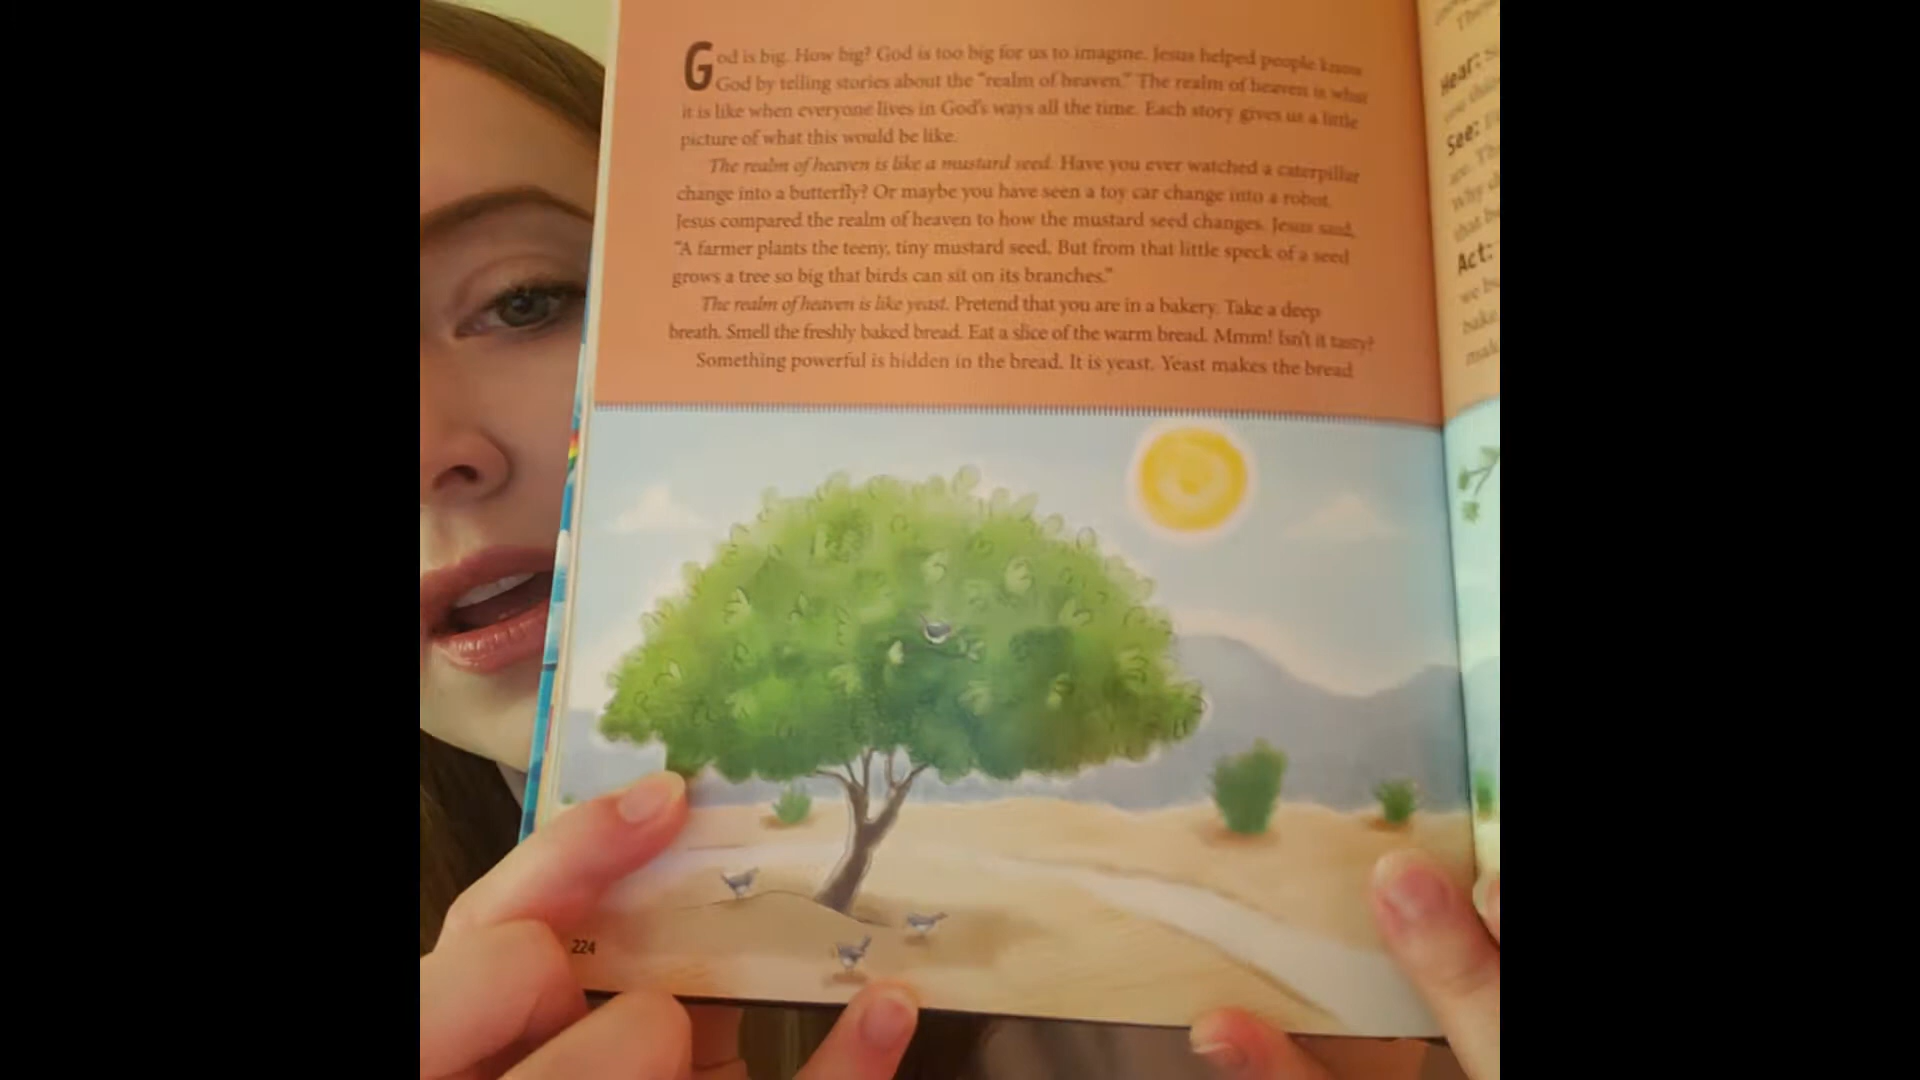 God is big. How big? God is too big for us to imagine. Jesus helped people know
God by telling stories about the "realm of heaven." The realm of heaven is what
it is like when everyone lives in God's ways all the time. Each story gives us a little
picture of what this would be like.
The realm of heaven is like a mustard seed. Have you ever watched a caterpillar
change into a butterfly? Or maybe you have seen a toy car change into a robot.
Jesus compared the realm of heaven to how the mustard seed changes. Jesus said,
"A farmer plants the teeny, tiny mustard seed. But from that little speck of a seed
grows a tree so big that birds can sit on its branches."
The realm of heaven is like yeast. Pretend that you are in a bakery. Take a deep
breath. Smell the freshly baked bread. Eat a slice of the warm bread. Mmm! Isn't it tasty?
Something powerful is hidden in the bread. It is yeast. Yeast makes the bread
224
Hear:
See:
Act: